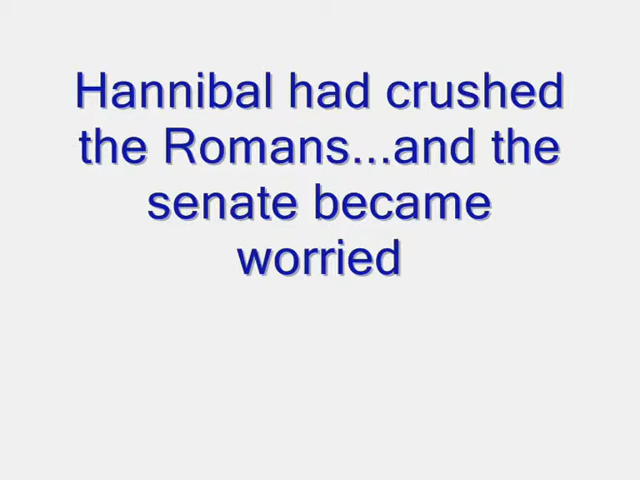 Hannibal had crushed
the Romans...and the
senate became
worried